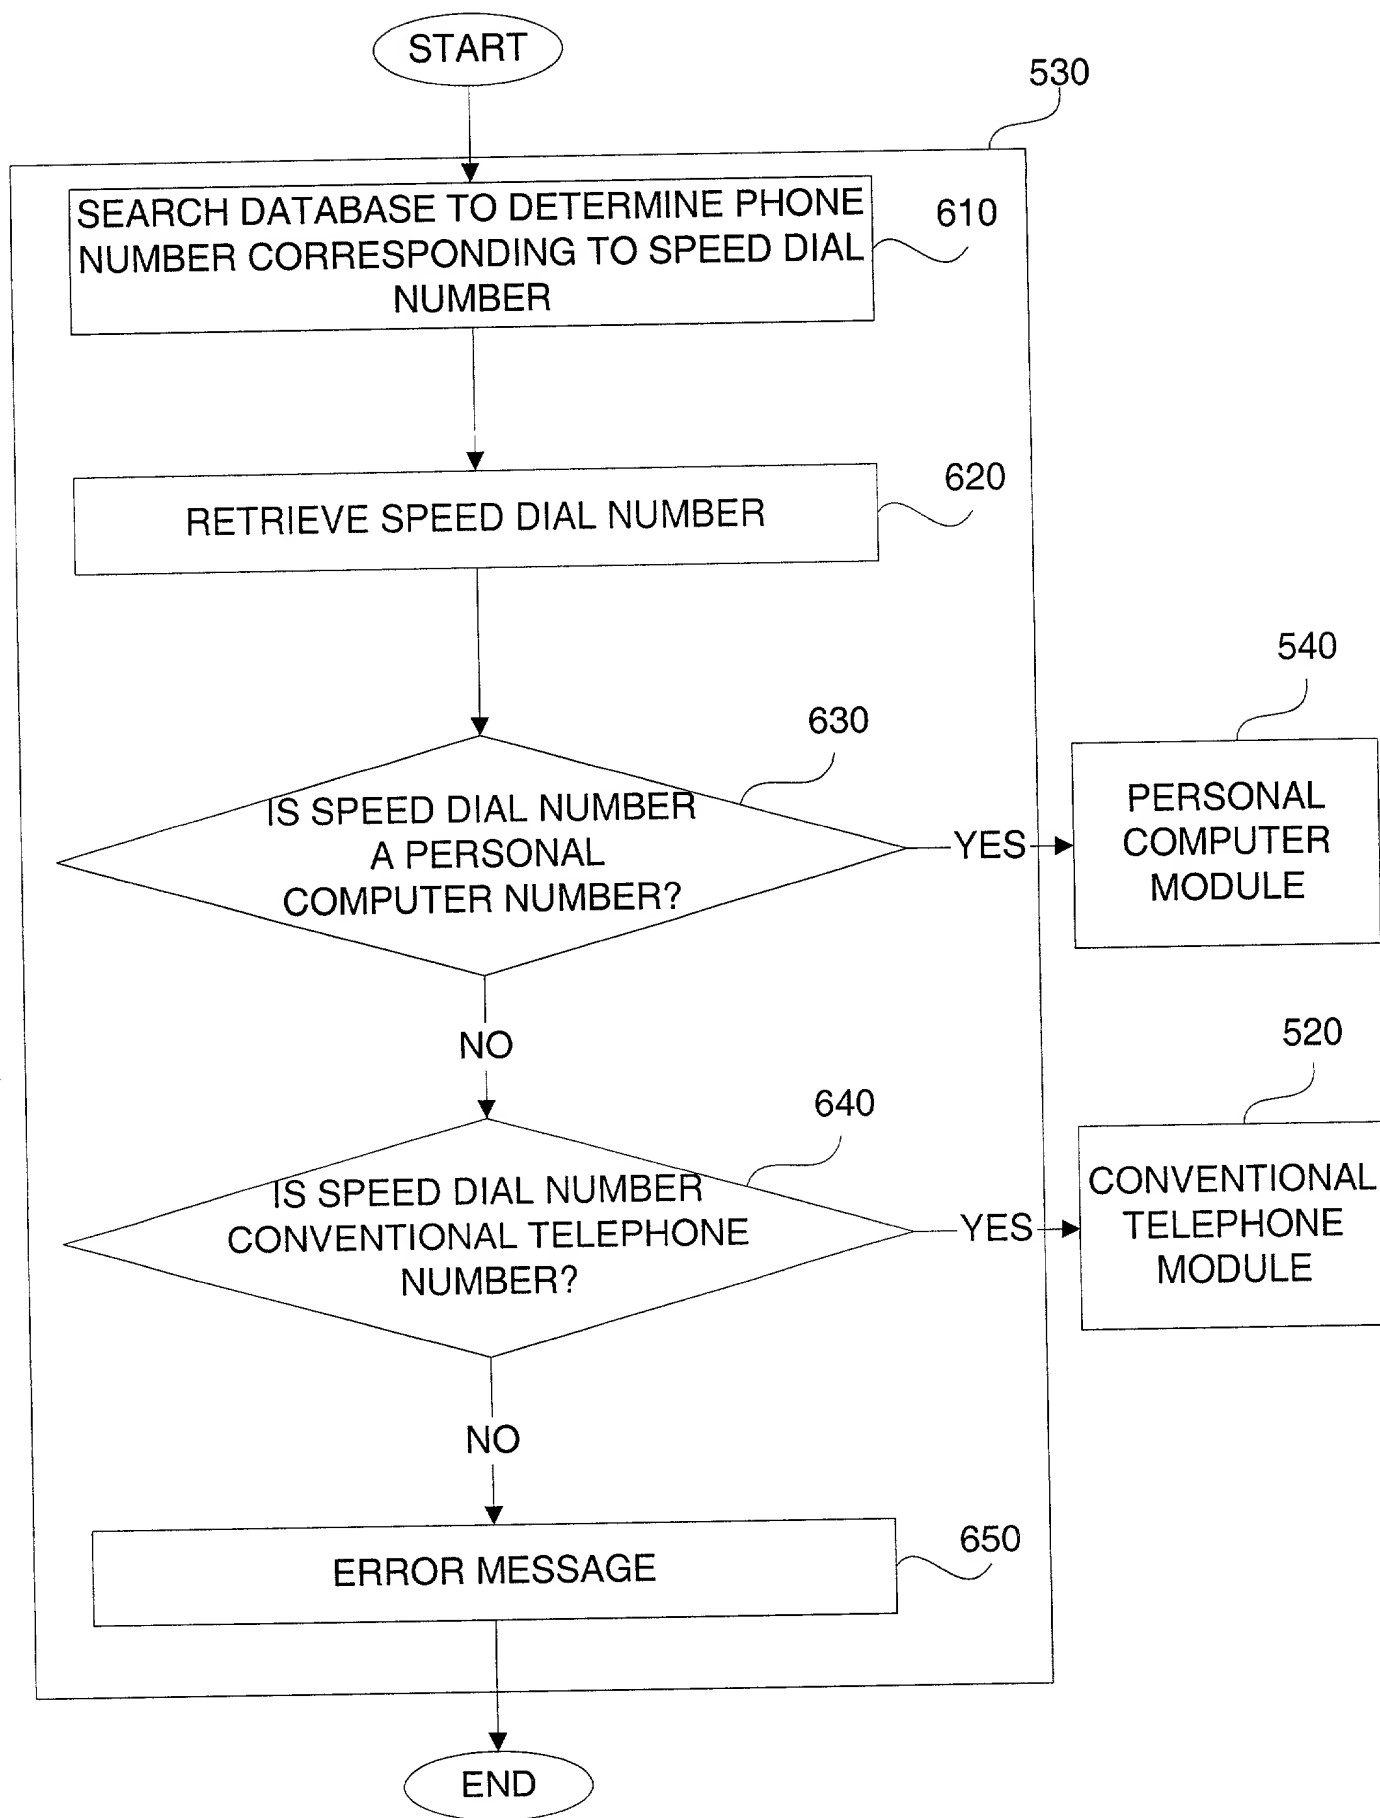 START
530
SEARCH DATABASE TO DETERMINE PHONE
NUMBER CORRESPONDING TO SPEED DIAL
NUMBER
610
RETRIEVE SPEED DIAL NUMBER
620
630
IS SPEED DIAL NUMBER
A PERSONAL
COMPUTER NUMBER?
YES
540
PERSONAL
COMPUTER
MODULE
NO
640
IS SPEED DIAL NUMBER
CONVENTIONAL TELEPHONE
NUMBER?
YES
520
CONVENTIONAL
TELEPHONE
MODULE
NO
ERROR MESSAGE
650
END